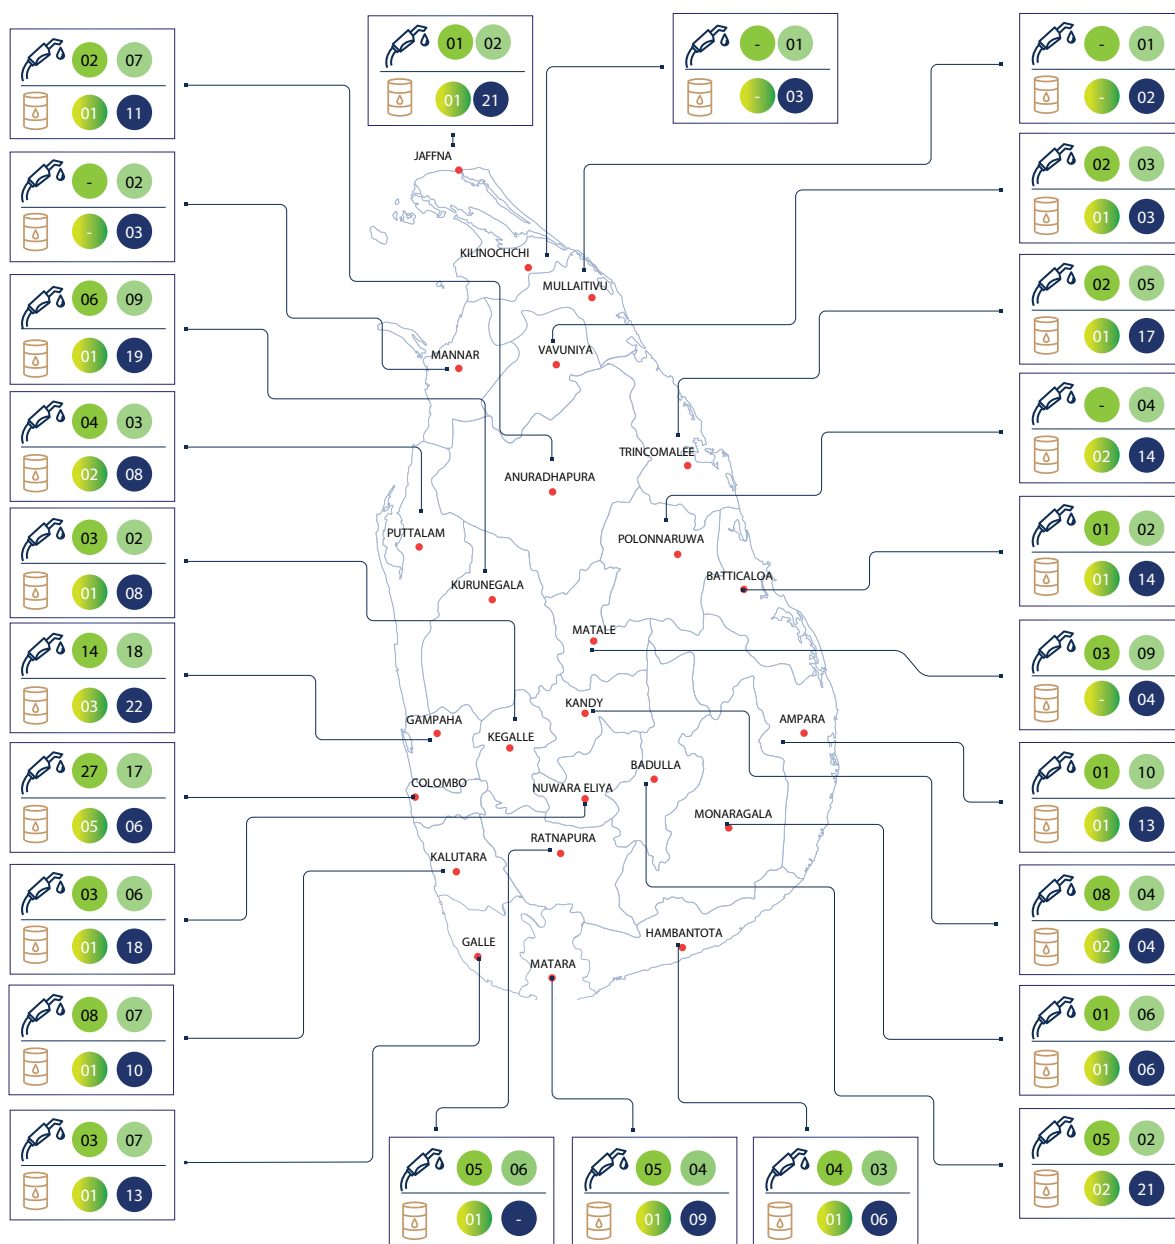 01 02
01 21
- 01
- 03
02 07
01 11
- 02
- 03
06 09
01 19
04 03
02 08
03 02
01 08
14 18
03 22
27 17
05 06
03 06
01 18
08 07
01 10
03 07
01 13
JAFFNA
KILINOCHCHI
MULLAITIVU
MANNAR
VAVUNIYA
TRINCOMALEE
ANURADHAPURA
PUTTALAM
POLONNARUWA
BATTICALOA
KURUNEGALA
MATALE
KANDY
GAMPAHA
AMPARA
KEGALLE
BADULLA
COLOMBO
NUWARA ELIYA
MONARAGALA
RATNAPURA
KALUTARA
HAMBANTOTA
GALLE
MATARA
- 01
- 02
02 03
01 03
02 05
01 17
- 04
02 14
01 02
01 14
03 09
- 04
01 10
01 13
08 04
02 04
01 06
01 06
05 02
02 21
05 06
01 -
05 04
01 09
04 03
01 06